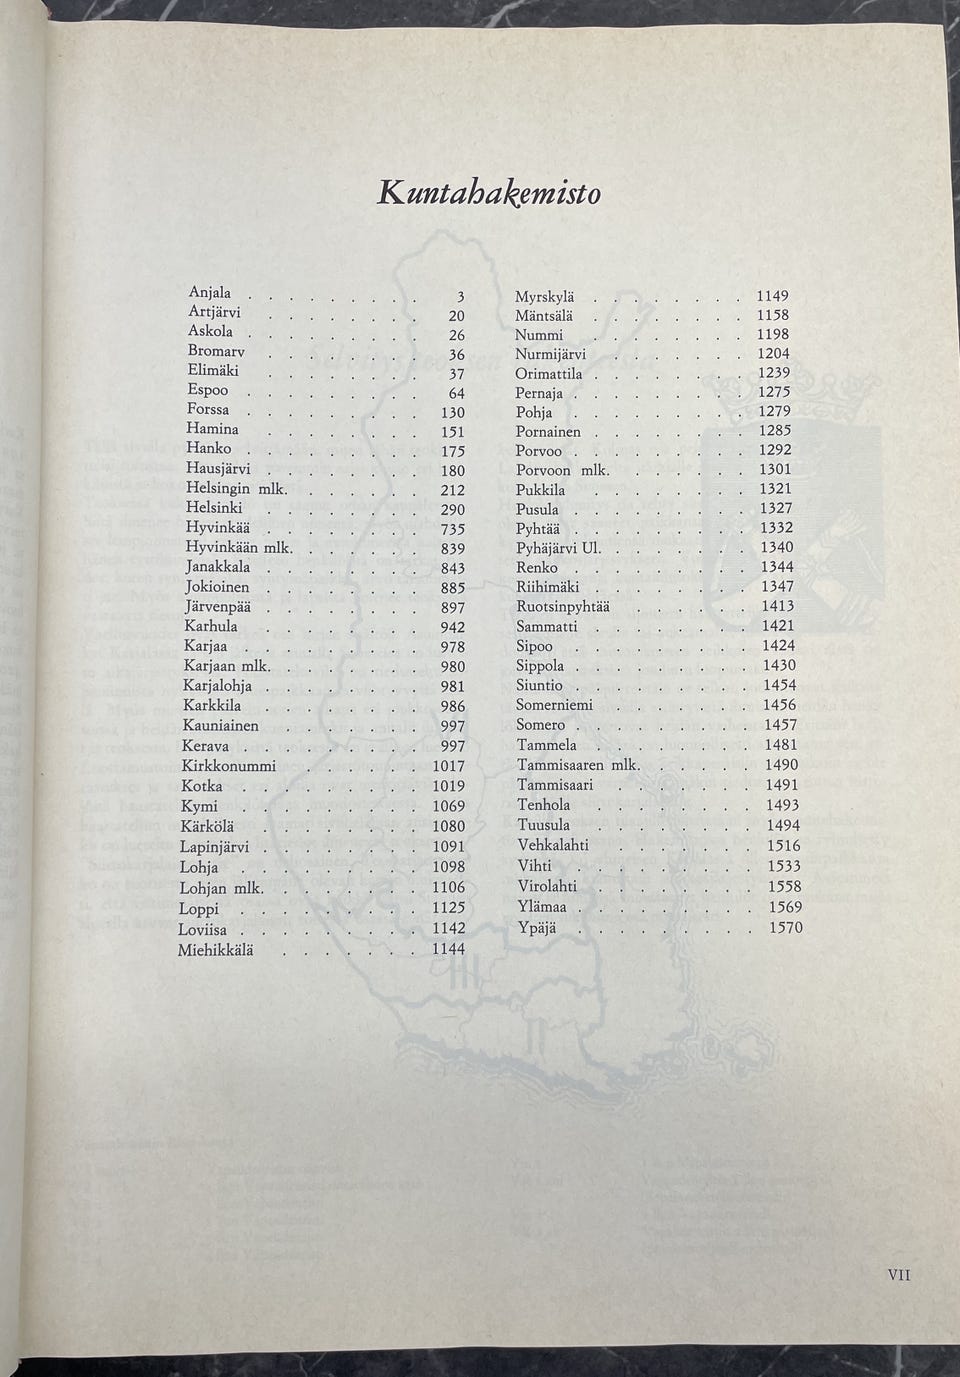 Kuntahakemisto
Anjala . . . . . . . . . 3
Artjärvi . . . . . . . . 20
Askola . . . . . . . . . 26
Bromarv . . . . . . . . 36
Elimäki . . . . . . . . 37
Espoo . . . . . . . . . 64
Forssa . . . . . . . . . 130
Hamina . . . . . . . . 151
Hanko . . . . . . . . . 175
Hausjärvi . . . . . . . . 180
Helsingin mlk. . . . . . . 212
Helsinki . . . . . . . . 290
Hyvinkää . . . . . . . . 735
Hyvinkään mlk. . . . . . . 839
Janakkala . . . . . . . . 843
Jokioinen . . . . . . . . 885
Järvenpää . . . . . . . . 897
Karhula . . . . . . . . 942
Karjaa . . . . . . . . . 978
Karjaan mlk. . . . . . . . 980
Karjalohja . . . . . . . 981
Karkkila . . . . . . . . 986
Kauniainen . . . . . . . 997
Kerava . . . . . . . . . 997
Kirkkonummi . . . . . . 1017
Kotka . . . . . . . . . 1019
Kymi . . . . . . . . . 1069
Kärkölä . . . . . . . . 1080
Lapinjärvi . . . . . . . . 1091
Lohja . . . . . . . . . 1098
Lohjan mlk. . . . . . . . 1106
Loppi . . . . . . . . . 1125
Loviisa . . . . . . . . . 1142
Miehikkälä . . . . . . . 1144
Myrskylä . . . . . . . . 1149
Mäntsälä . . . . . . . . 1158
Nummi . . . . . . . . 1198
Nurmijärvi . . . . . . . 1204
Orimattila . . . . . . . . 1239
Pernaja . . . . . . . . . 1275
Pohja . . . . . . . . . 1279
Pornainen . . . . . . . . 1285
Porvoo . . . . . . . . . 1292
Porvoon mlk. . . . . . . 1301
Pukkila . . . . . . . . 1321
Pusula . . . . . . . . . 1327
Pyhtää . . . . . . . . . 1332
Pyhäjärvi Ul. . . . . . . . 1340
Renko . . . . . . . . . 1344
Riihimäki . . . . . . . . 1347
Ruotsinpyhtää . . . . . . 1413
Sammatti . . . . . . . . 1421
Sipoo . . . . . . . . . 1424
Sippola . . . . . . . . . 1430
Siuntio . . . . . . . . . 1454
Somerniemi . . . . . . . 1456
Somero . . . . . . . . . 1457
Tammela . . . . . . . . 1481
Tammisaaren mlk. . . . . . 1490
Tammisaari . . . . . . . 1491
Tenhola . . . . . . . . 1493
Tuusula . . . . . . . . 1494
Vehkalahti . . . . . . . 1516
Vihti . . . . . . . . . 1533
Virolahti . . . . . . . . 1558
Ylämaa . . . . . . . . . 1569
Ypäjä . . . . . . . . . 1570
VII